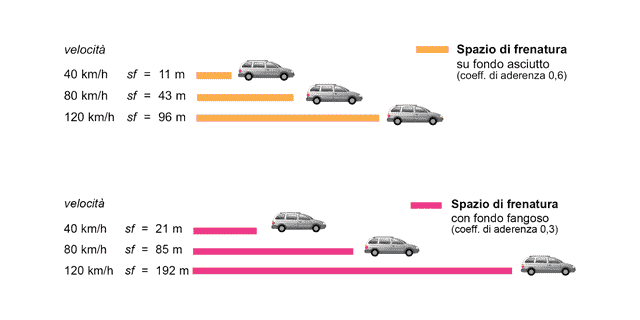 velocità
40 km/h sf = 11 m
80 km/h sf = 43 m
120 km/h sf = 96 m
Spazio di frenatura
su fondo asciutto
(coeff. di aderenza 0,6)
velocità
40 km/h sf = 21 m
80 km/h sf = 85 m
120 km/h sf = 192 m
Spazio di frenatura
con fondo fangoso
(coeff. di aderenza 0,3)